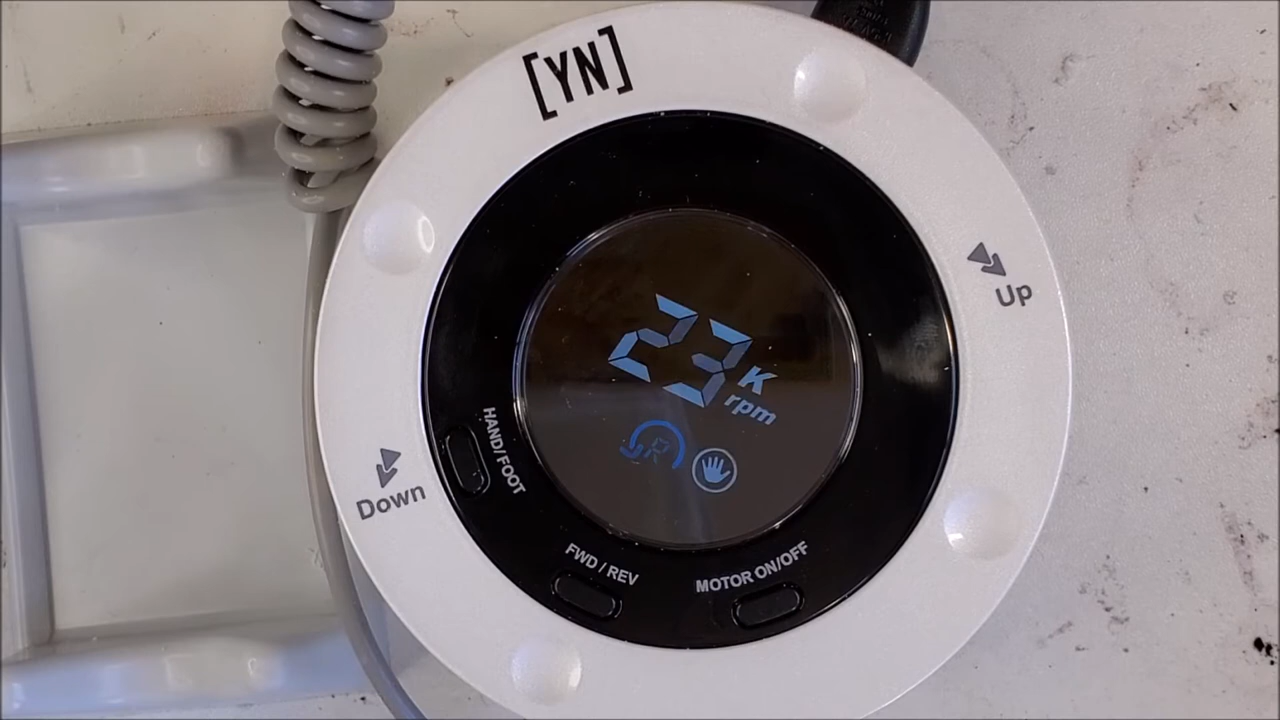 [YN]
Up
23 K
rpm
R
HAND/FOOT
Down
FWD / REV
MOTOR ON/OFF